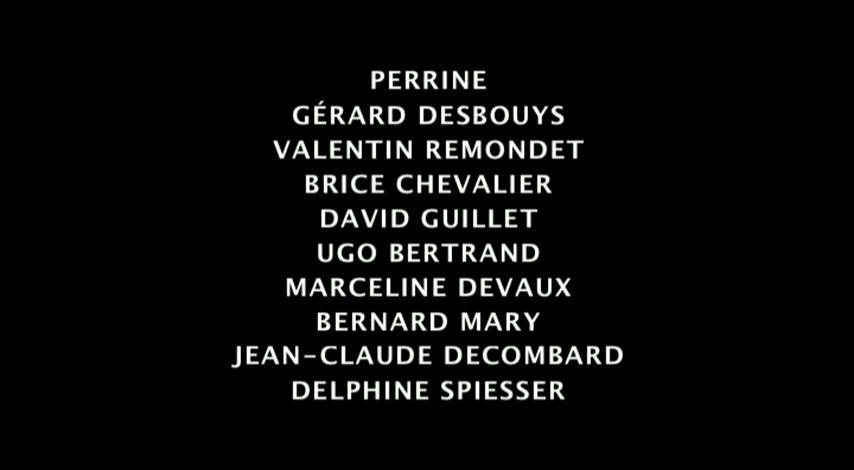 PERRINE
GÉRARD DESBOUYS
VALENTIN REMONDET
BRICE CHEVALIER
DAVID GUILLET
UGO BERTRAND
MARCELINE DEVAUX
BERNARD MARY
JEAN-CLAUDE DECOMBARD
DELPHINE SPIESSER